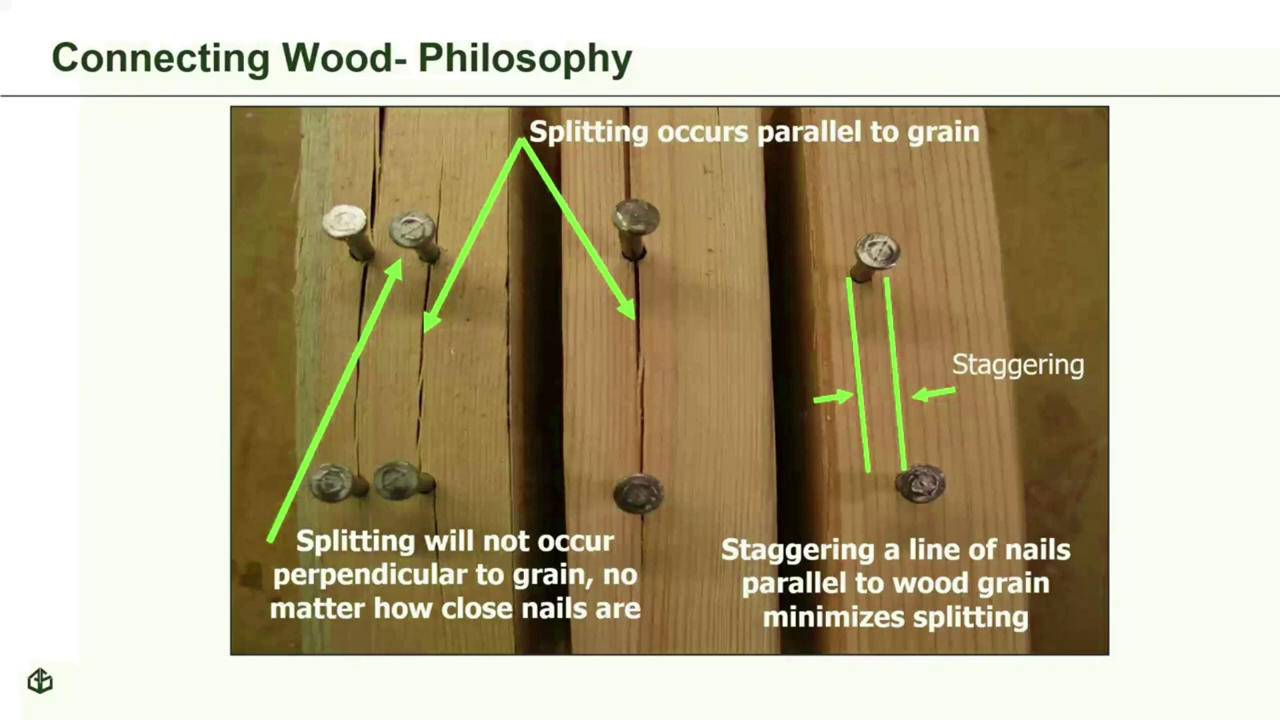 Connecting Wood- Philosophy
Splitting occurs parallel to grain
Staggering
Splitting will not occur
perpendicular to grain, no
matter how close nails are
Staggering a line of nails
parallel to wood grain
minimizes splitting